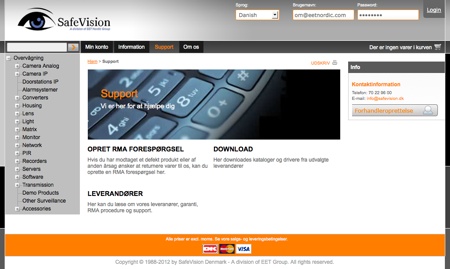 SafeVision
A division of EET Nordic Group
Sprog:
Danish
Brugernavn:
om@eetnordic.com
Password:
Login
Min konto
Information
Support
Om os
Der er ingen varer i kurven
Overvågning
Camera Analog
Camera IP
Doorstations IP
Alarmsystemer
Converters
Housing
Lens
Light
Matrix
Monitor
Network
PIR
Recorders
Servers
Software
Transmission
Demo Products
Other Surveillance
Accessories
Hem > Support
UDSKRIV
Support
Vi er her for at hjælpe dig
OPRET RMA FORESPØRGSEL
Hvis du har modtaget et defekt produkt eller af
anden årsag ønsker at returnere varer til os, kan du
oprette en RMA forespørgsel her.
DOWNLOAD
Her downloades kataloger og drivere fra udvalgte
leverandører
LEVERANDØRER
Her kan du læse om vores leverandører, garanti,
RMA procedure og support.
Info
Kontaktinformation
Telefon: 70 22 96 00
E-mail: info@safevision.dk
Forhandleroprettelse
Alle priser er excl. moms. Se vore salgs- og leveringsbetingelser.
VISA
Copyright © 1988-2012 by SafeVision Denmark - A division of EET Group. All rights reserved.